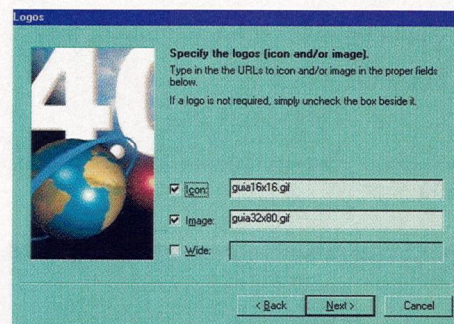 Logos
40
Specify the logos (icon and/or image).
Type in the the URLs to icon and/or image in the proper fields
below.
If a logo is not required, simply uncheck the box beside it.
Icon: guia16x16.gif
Image: guia32x80.gif
Wide:
< Back Next > Cancel